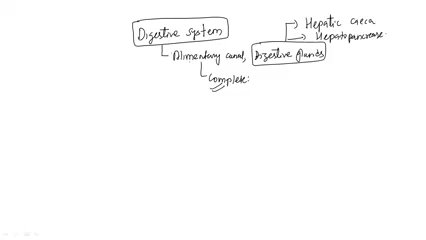 Hepatic caeca
Digestive system
Hepatopancrease
Alimentary canal, Digestive glands
Complete: